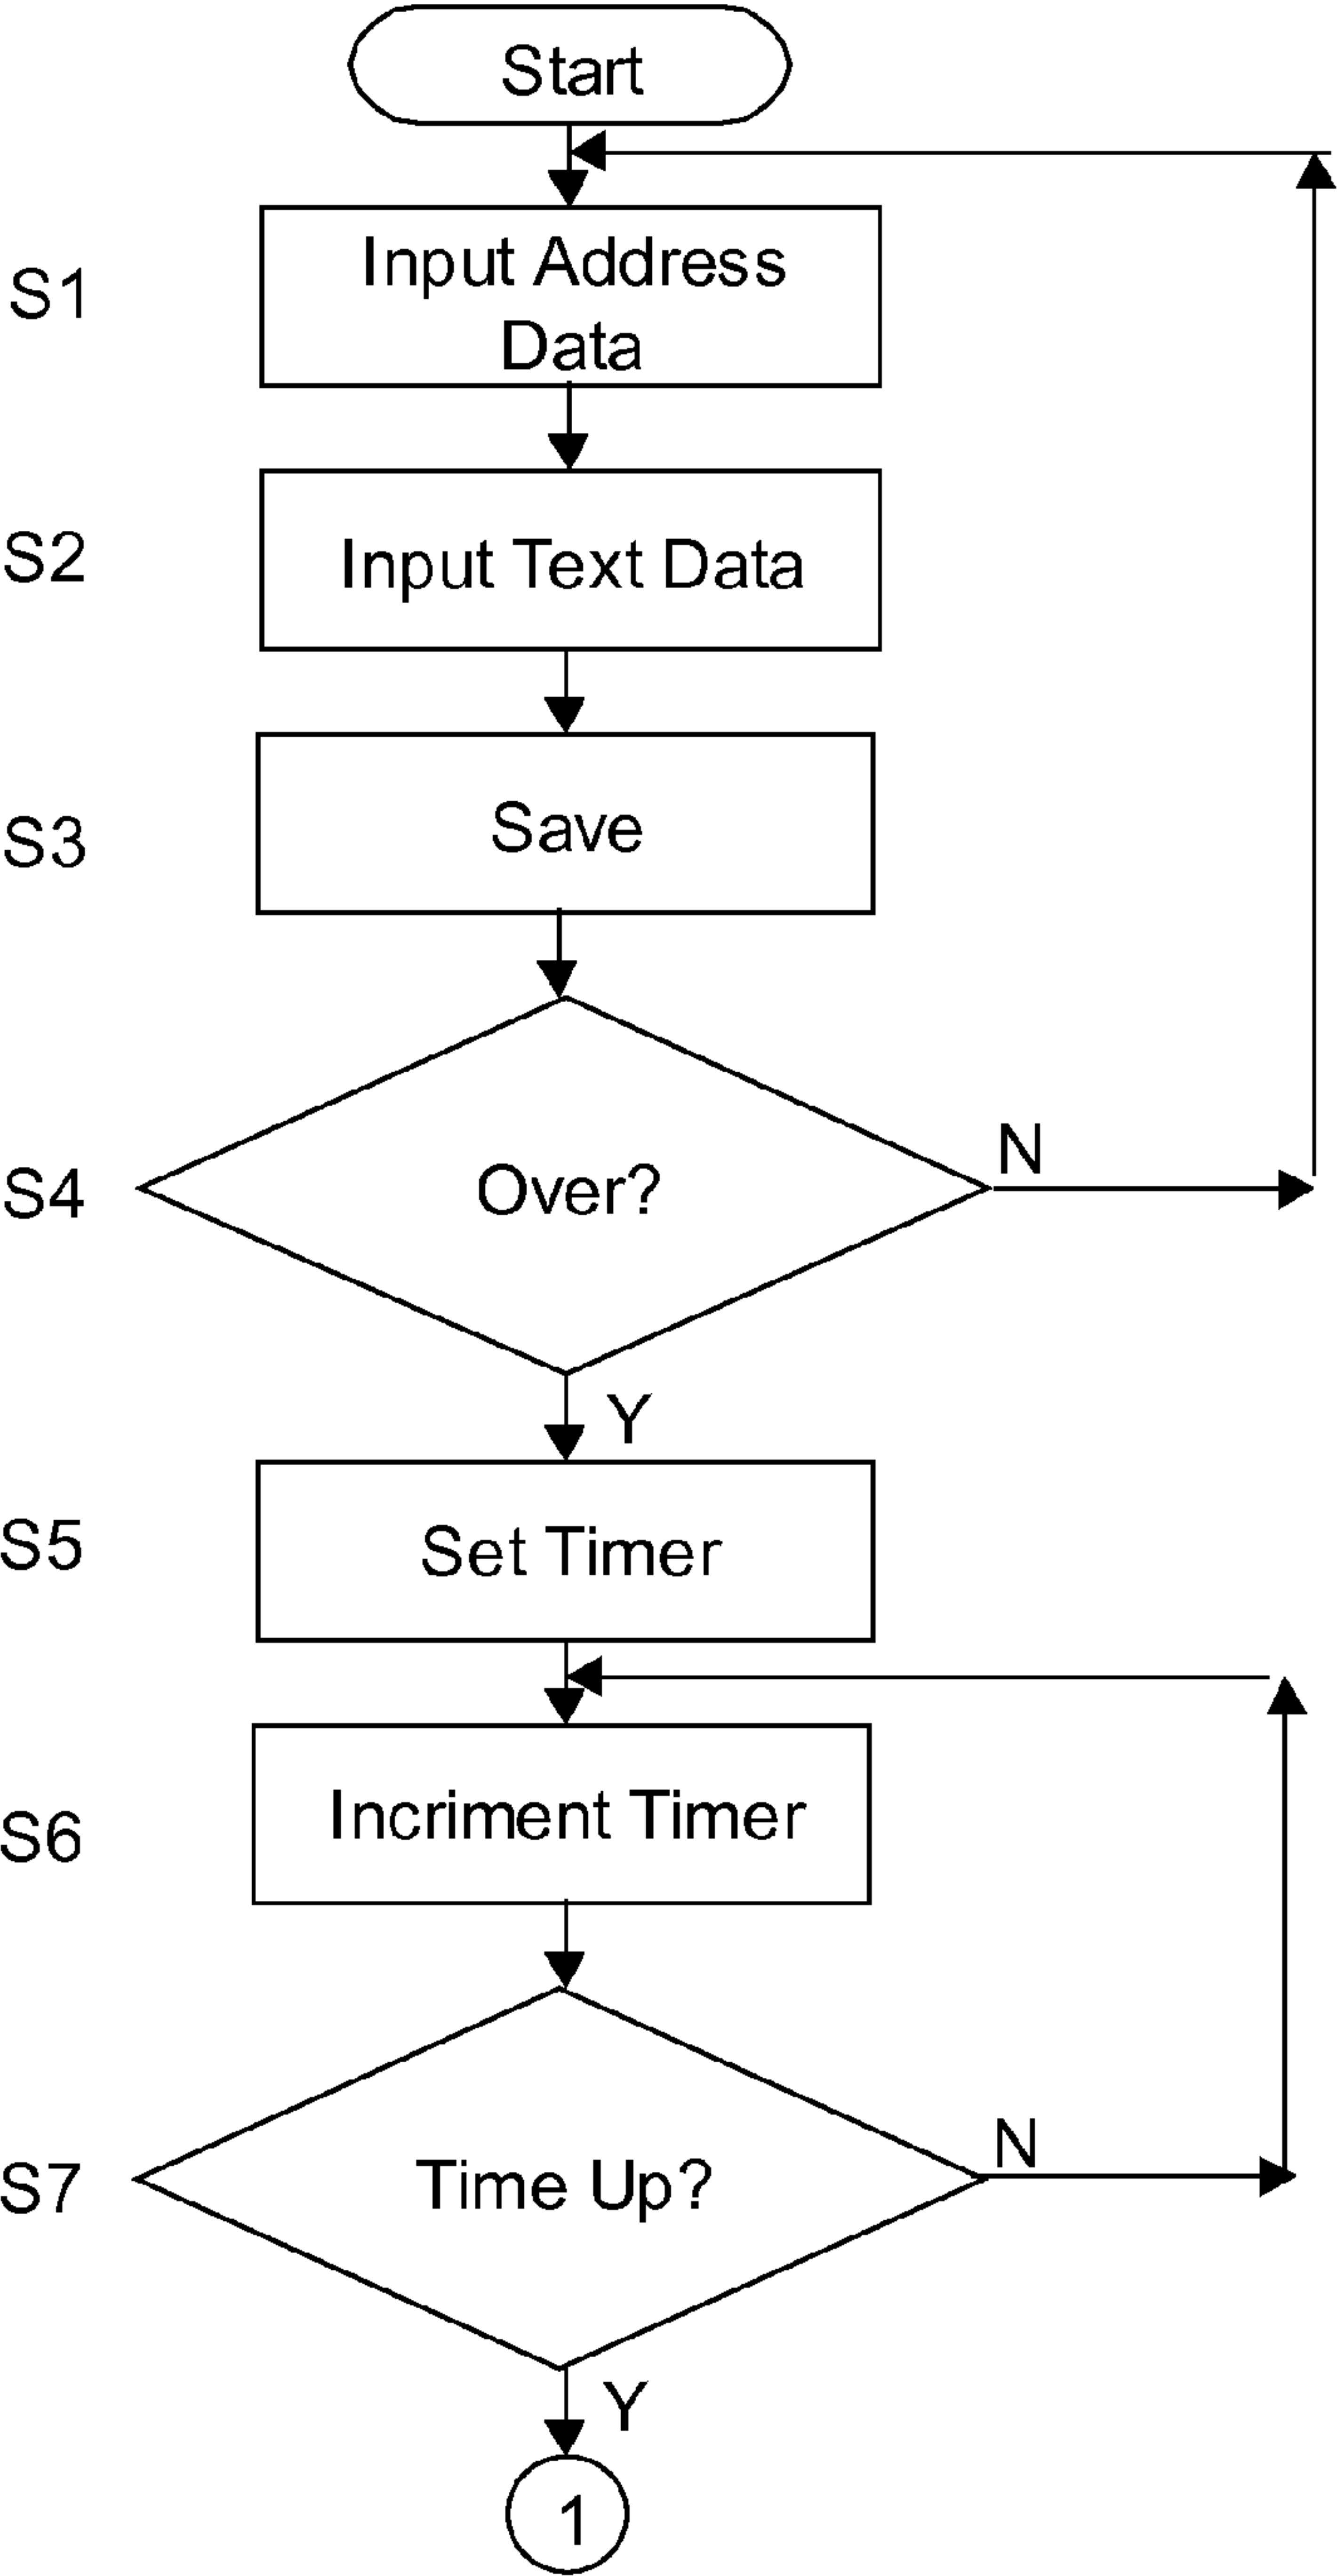 Start
S1
Input Address
Data
S2
Input Text Data
S3
Save
S4
Over?
N
Y
S5
Set Timer
S6
Incriment Timer
S7
Time Up?
N
Y
1